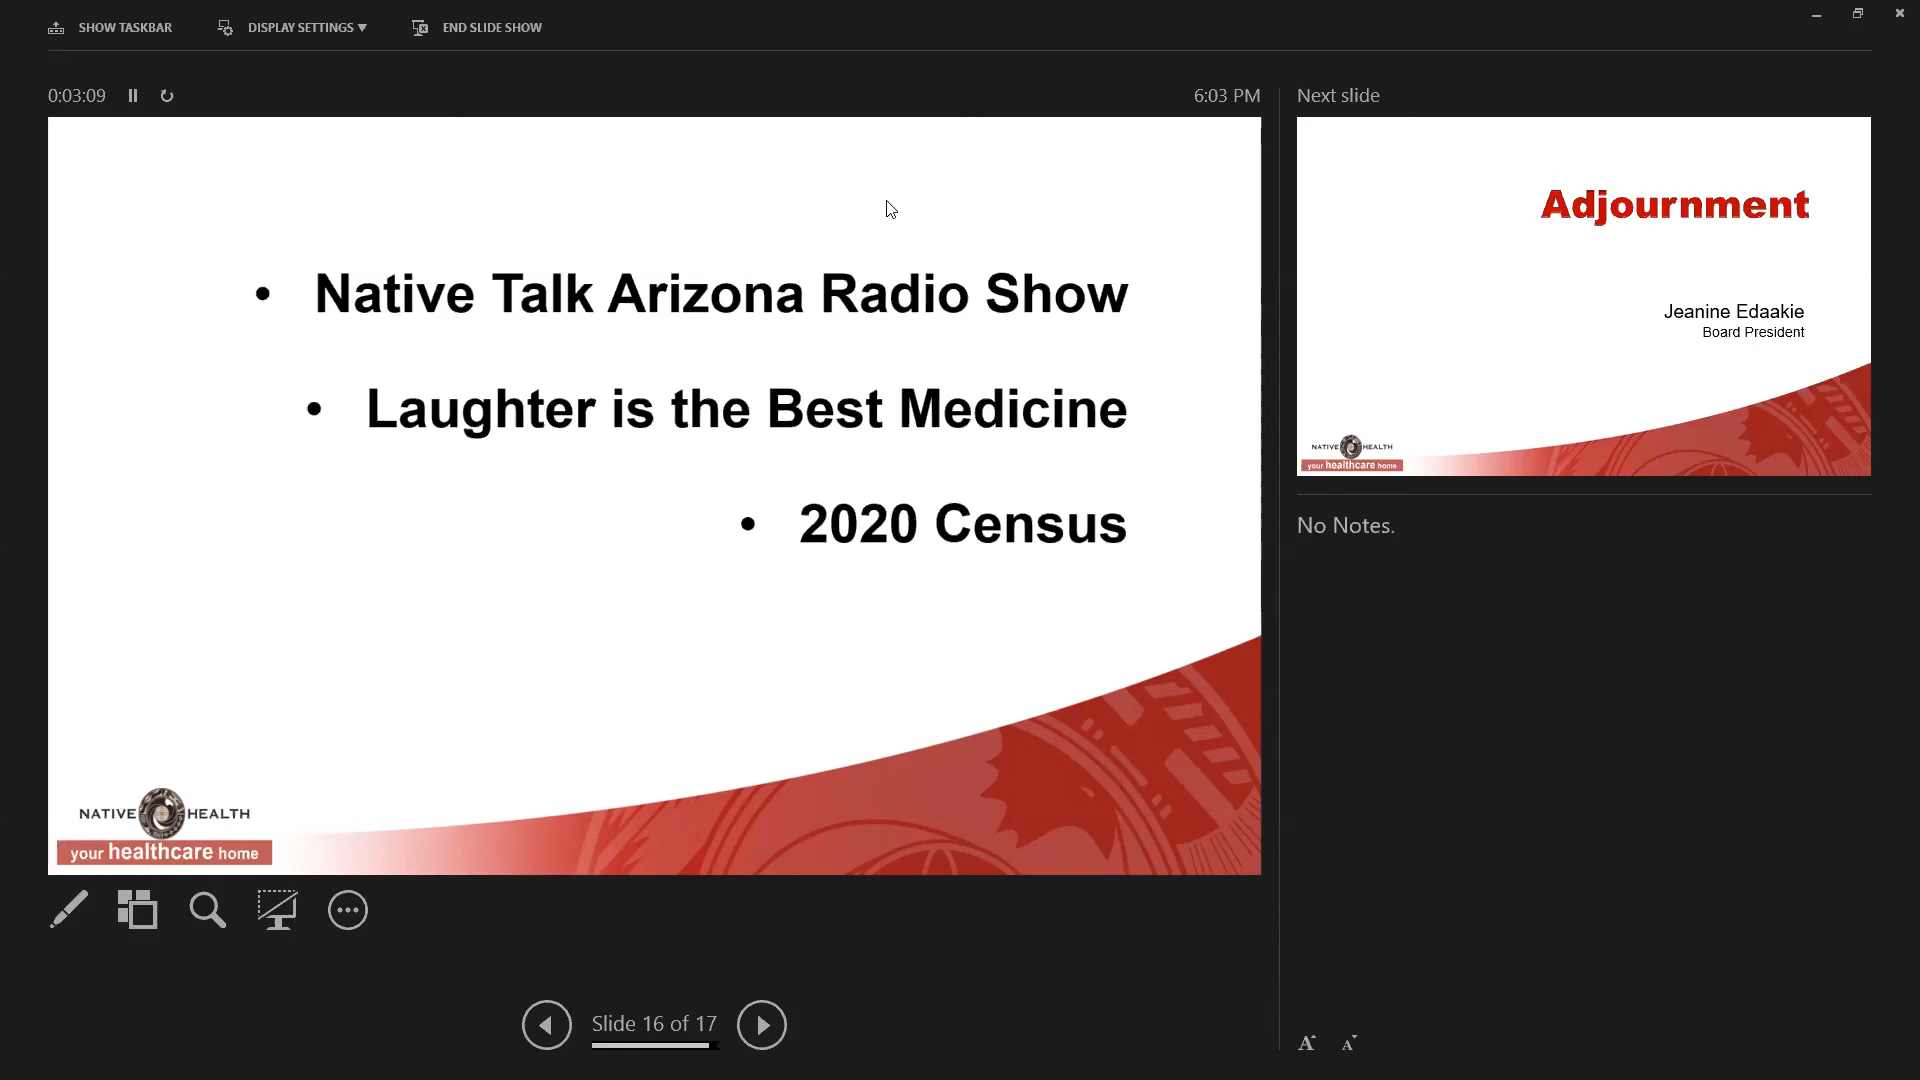 SHOW TASKBAR
DISPLAY SETTINGS ▼
END SLIDE SHOW
0:03:09
6:03 PM
Next slide
• Native Talk Arizona Radio Show
• Laughter is the Best Medicine
• 2020 Census
NATIVE HEALTH
your healthcare home
Adjournment
Jeanine Edaakie
Board President
NATIVE HEALTH
your healthcare home
No Notes.
Slide 16 of 17
A A